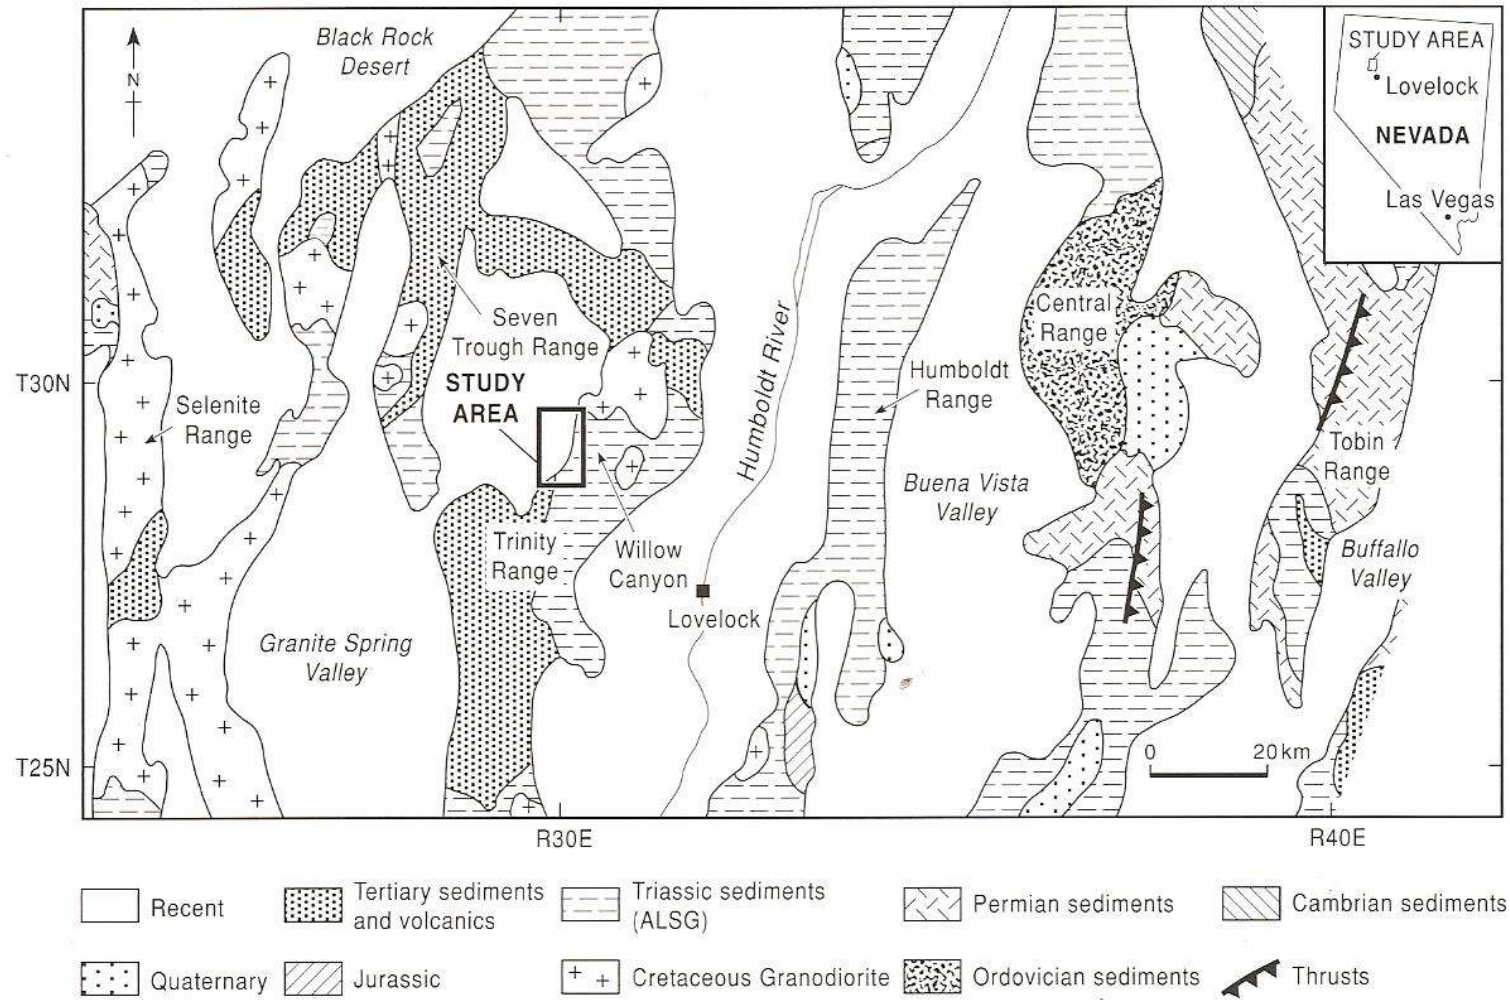 Black Rock
Desert
N
STUDY AREA
Lovelock
NEVADA
Las Vegas
Seven
Trough Range
STUDY
AREA
Central
Range
Humboldt River
Humboldt
Range
T30N
Selenite
Range
Tobin
Range
Buena Vista
Valley
Trinity
Range
Willow
Canyon
Buffalo
Valley
Lovelock
Granite Spring
Valley
0 20 km
T25N
R30E
R40E
Recent
Tertiary sediments
and volcanics
Triassic sediments
(ALSG)
Permian sediments
Cambrian sediments
Quaternary
Jurassic
Cretaceous Granodiorite
Ordovician sediments
Thrusts